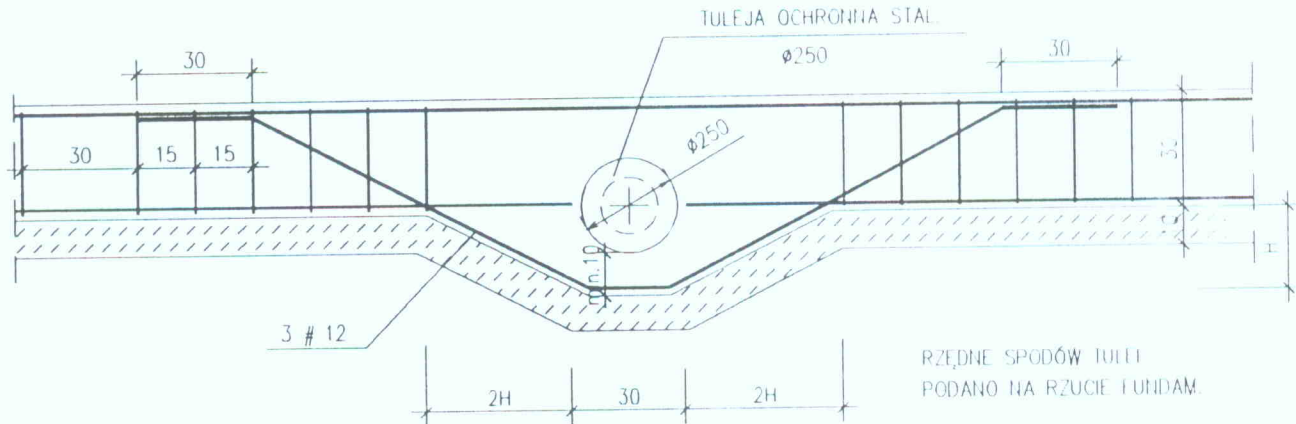 TULEJA OCHRONNA STAL.
ø250
30
30
ø250
30
15
15
30
H
min.10
3 # 12
2H
30
2H
RZĘDNE SPODÓW TULEI
PODANO NA RZUCIE FUNDAM.